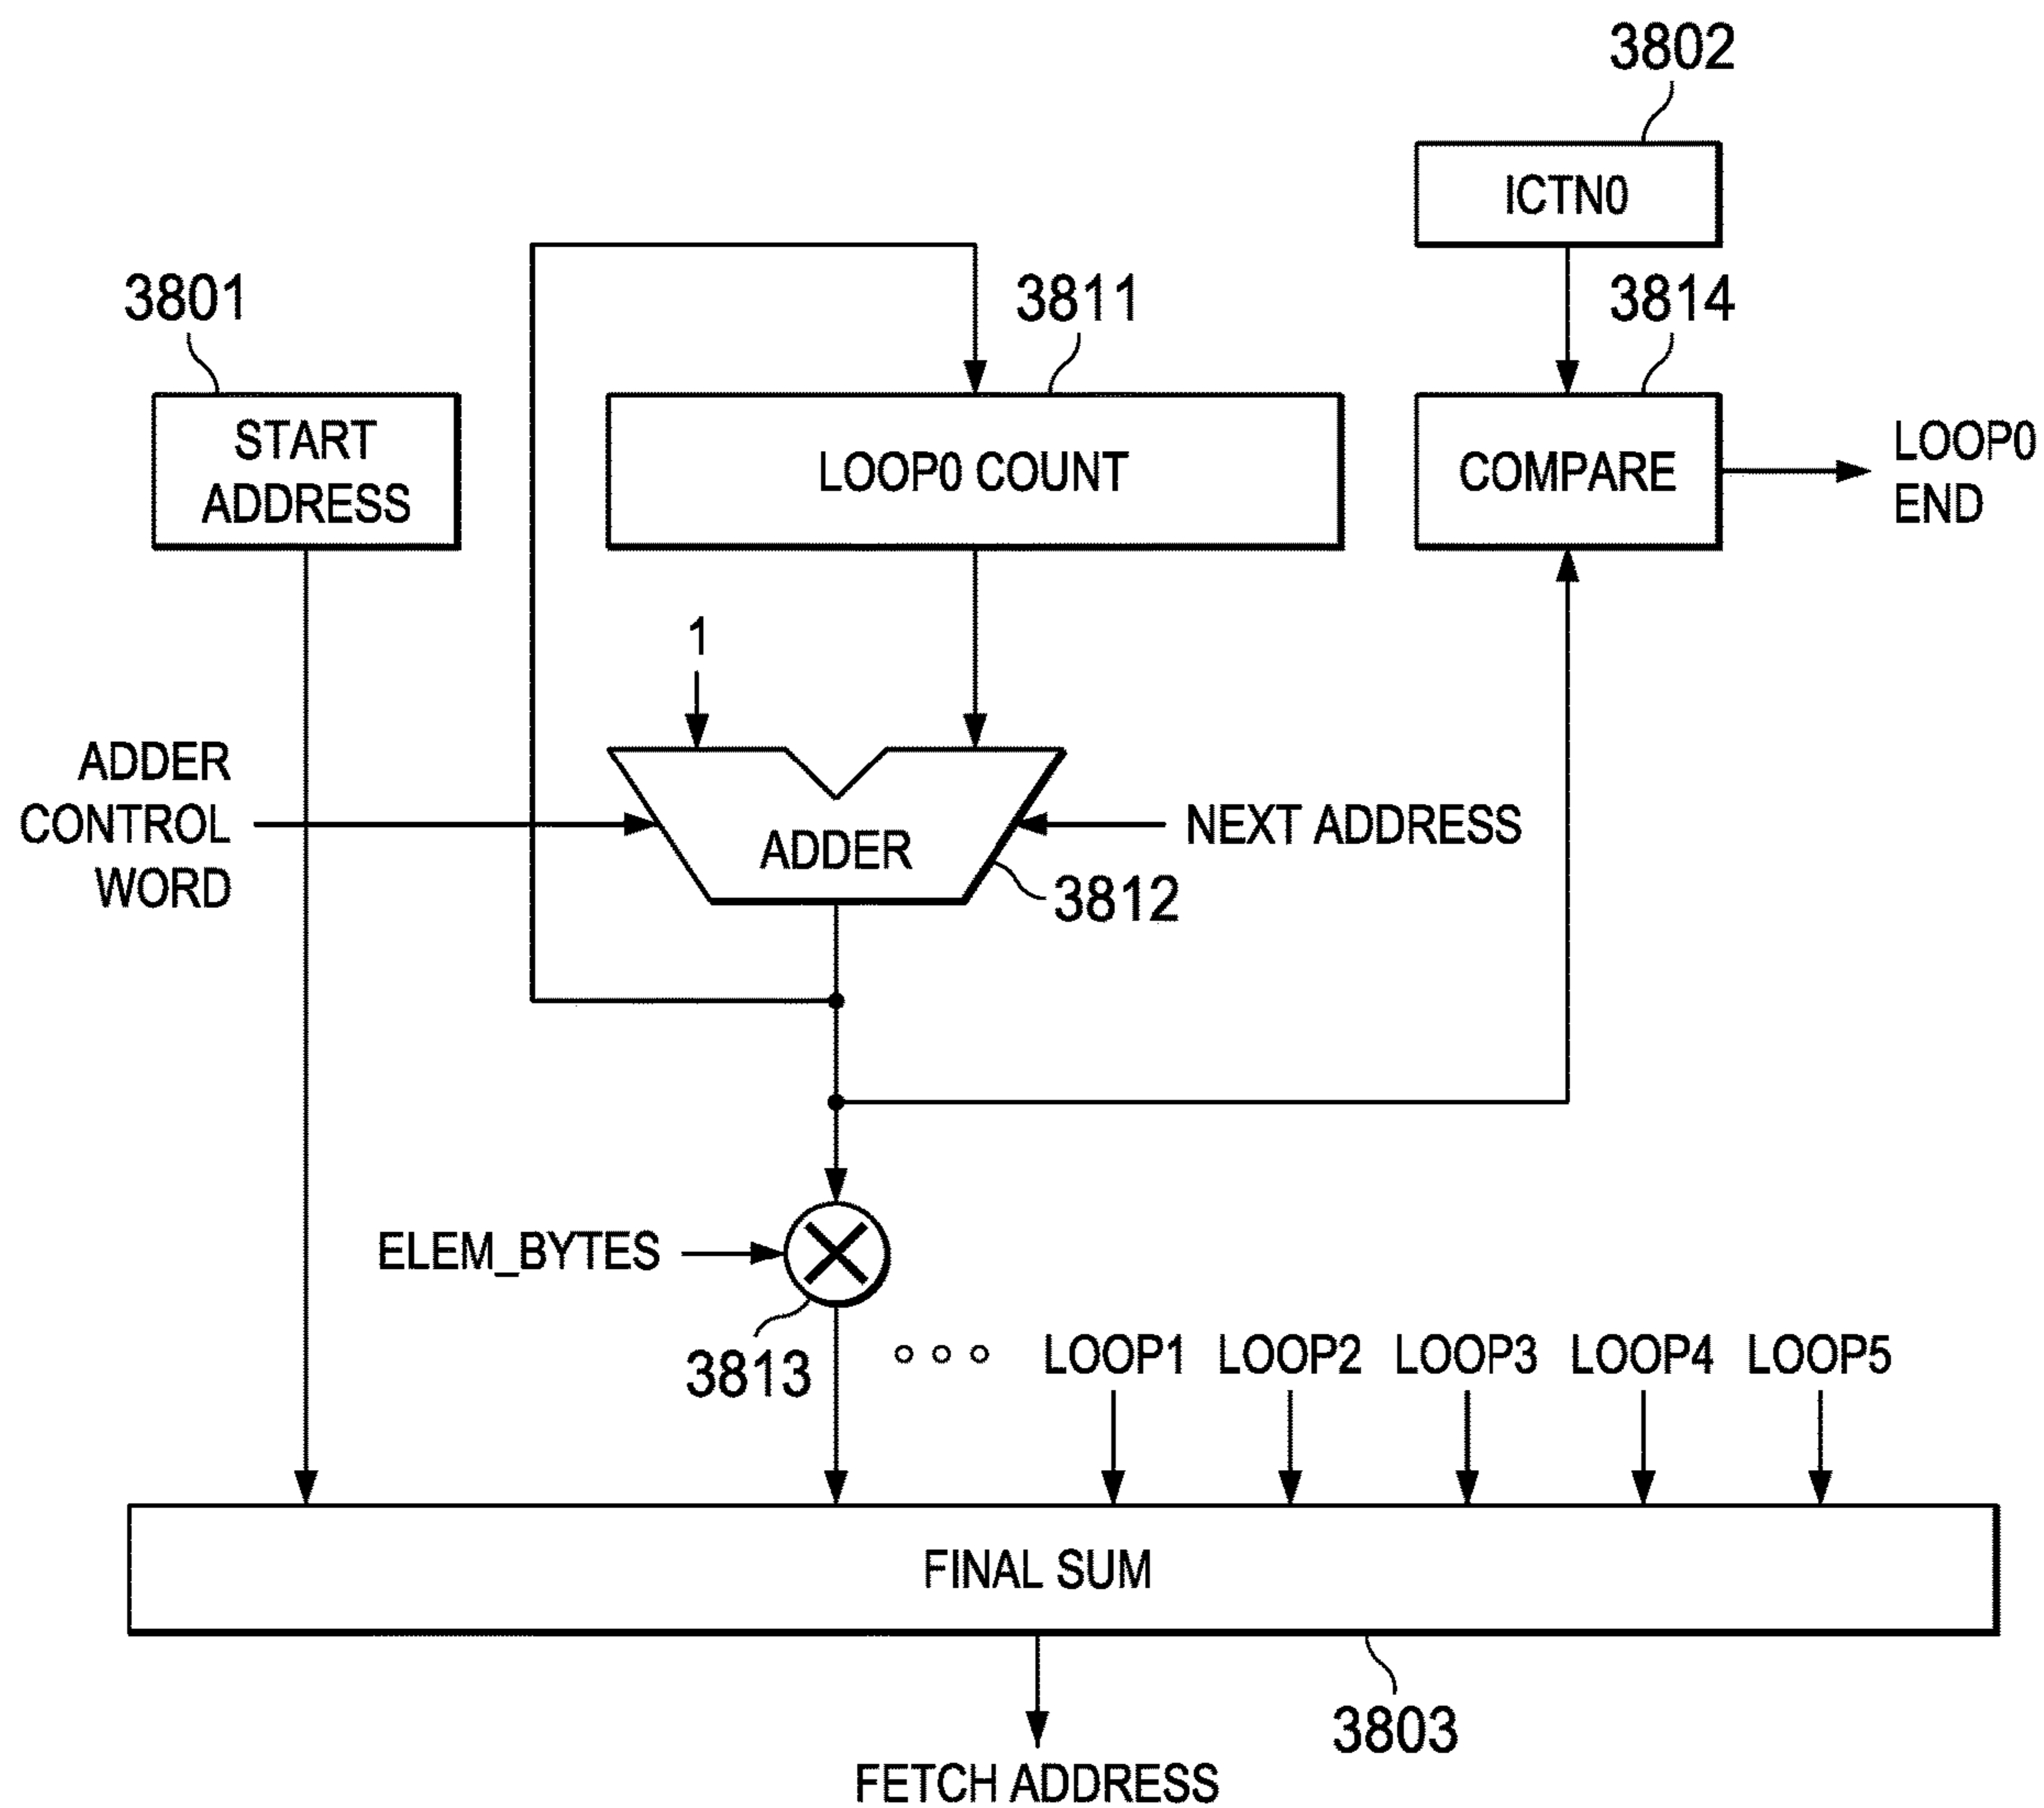 3802
ICTN0
3801
3811
3814
START
ADDRESS
LOOP0 COUNT
COMPARE
LOOP0
END
1
ADDER
CONTROL
WORD
ADDER
NEXT ADDRESS
3812
ELEM_BYTES
3813
LOOP1 LOOP2 LOOP3 LOOP4 LOOP5
FINAL SUM
3803
FETCH ADDRESS